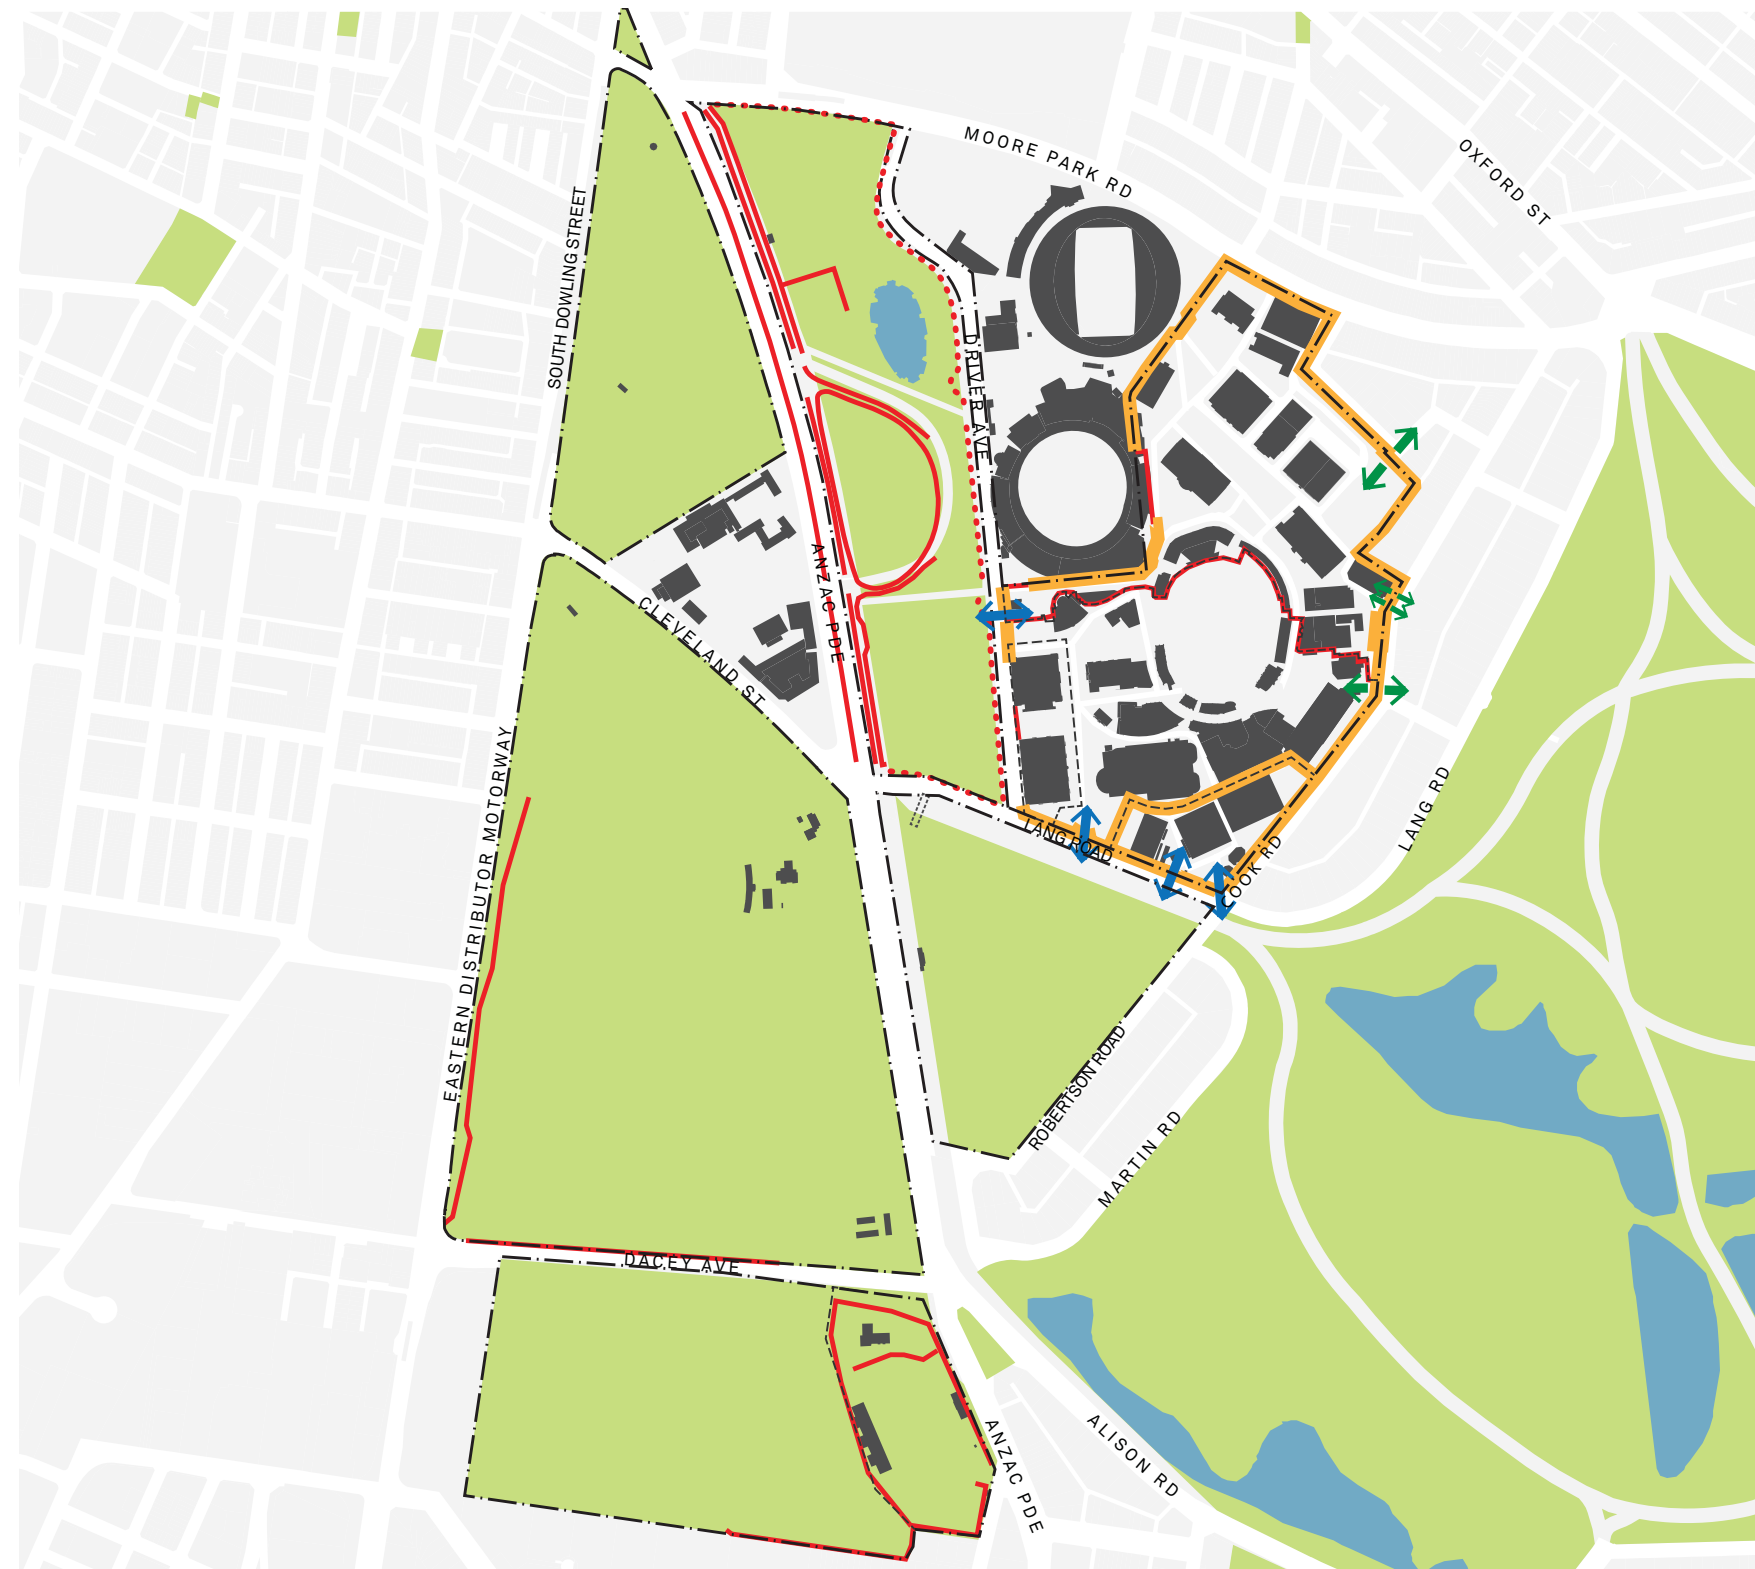 MOORE PARK RD
OXFORD ST
SOUTH DOWLING STREET
DRIVER AVE
ANZAC PDE
CLEVELAND ST
EASTERN DISTRIBUTOR MOTORWAY
LANG ROAD
COOK RD
LANG RD
ROBERTSON ROAD
MARTIN RD
DACEY AVE
ANZAC PDE
ALISON RD